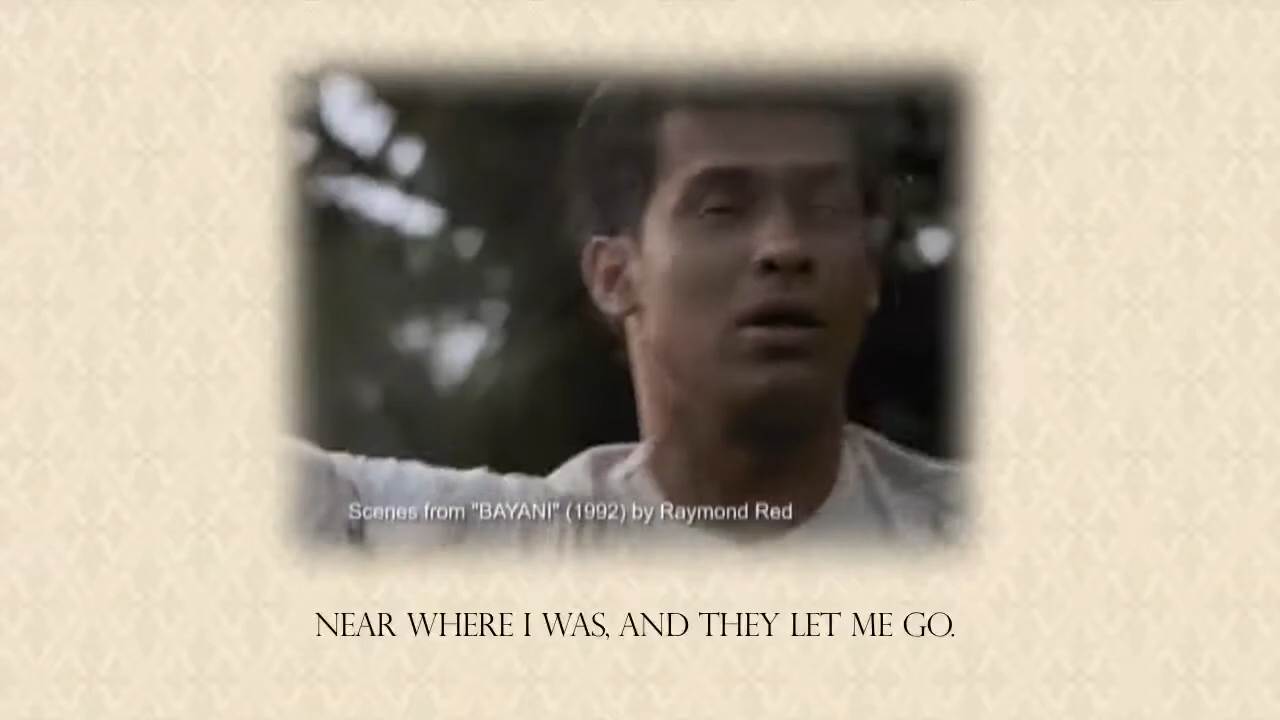 Scenes from "BAYANI" (1992) by Raymond Red
NEAR WHERE I WAS, AND THEY LET ME GO.